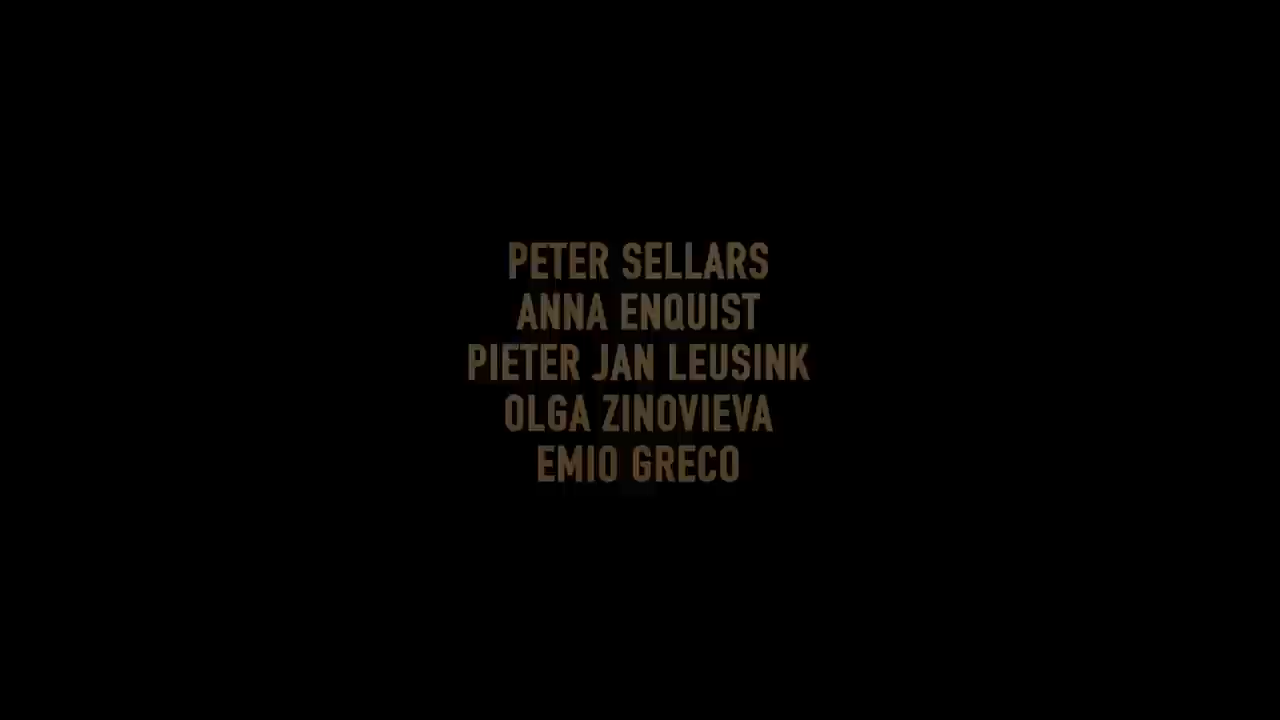 PETER SELLARS
ANNA ENQUIST
PIETER JAN LEUSINK
OLGA ZINOVIEVA
EMIO GRECO